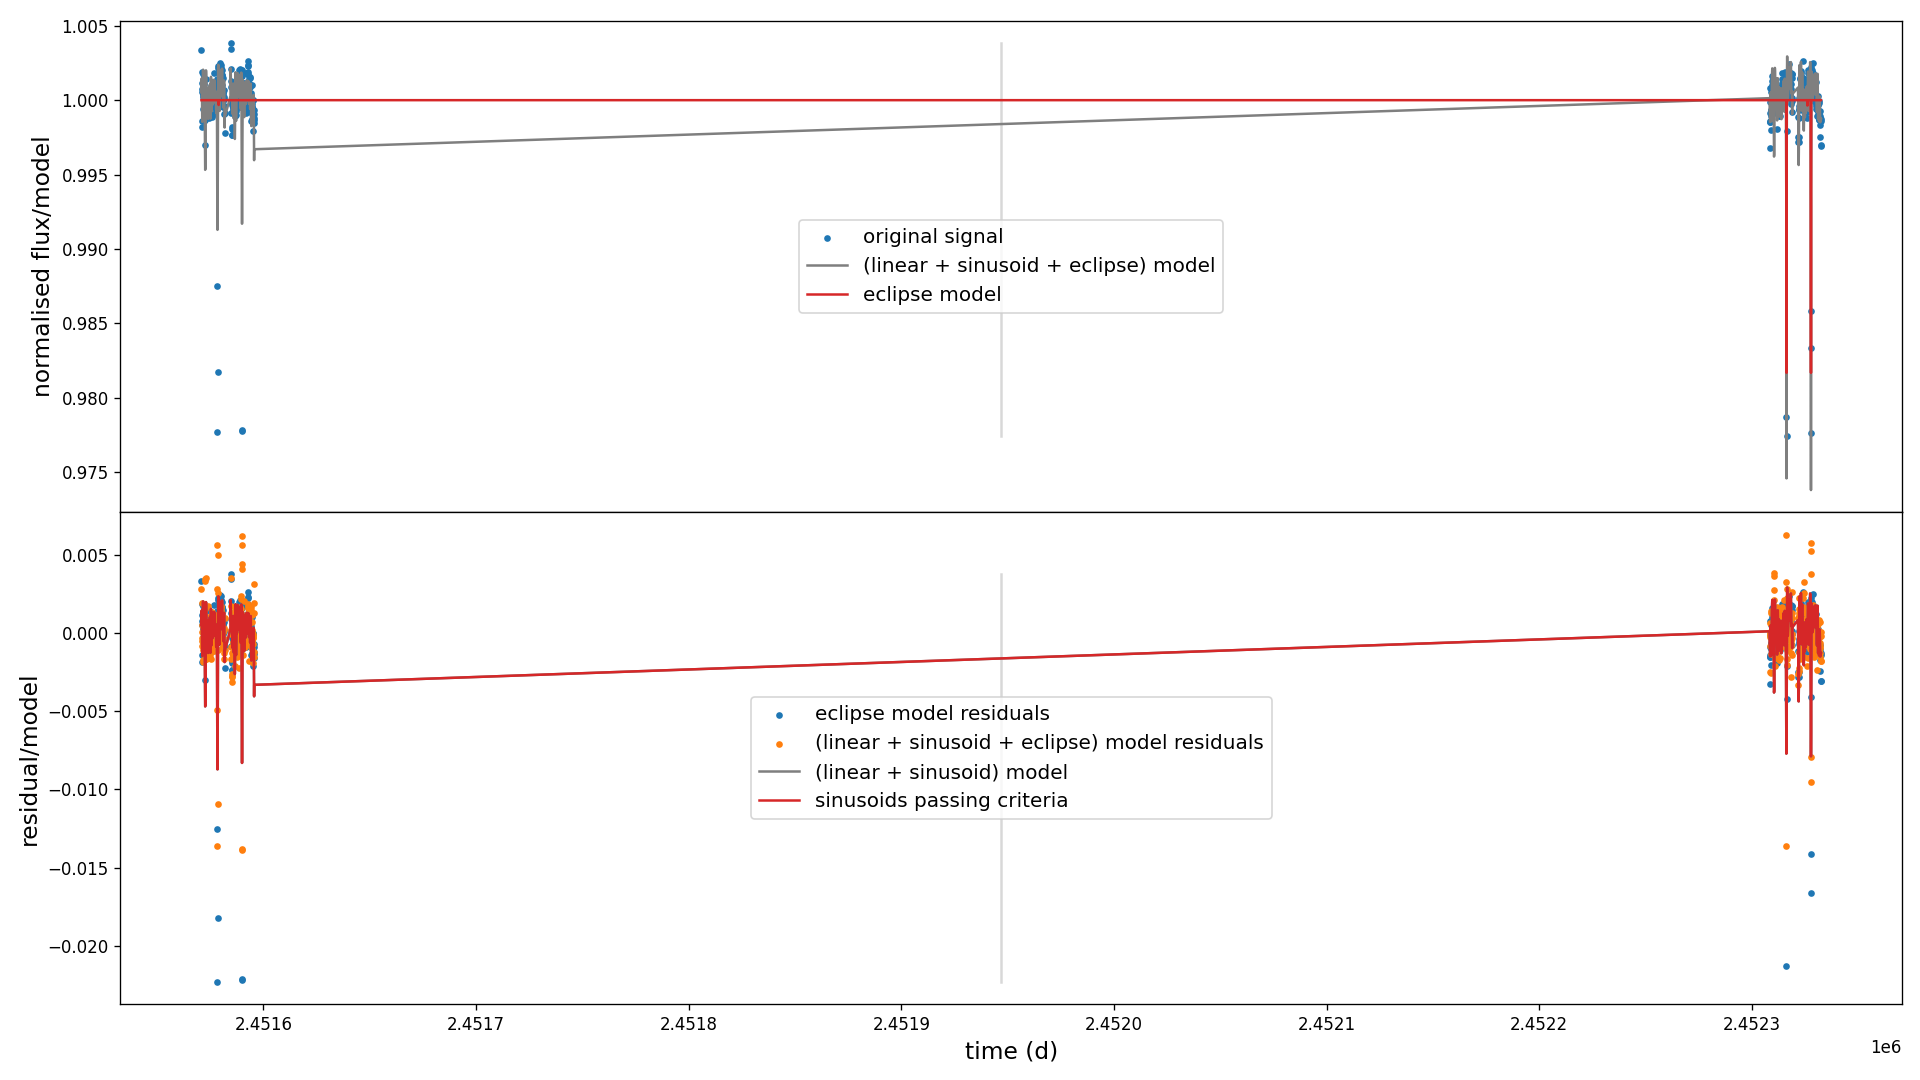 1.005
1.000
0.995
0.990
0.985
0.980
0.975
normalised flux/model
original signal
(linear + sinusoid + eclipse) model
eclipse model
0.005
0.000
−0.005
−0.010
−0.015
−0.020
residual/model
eclipse model residuals
(linear + sinusoid + eclipse) model residuals
(linear + sinusoid) model
sinusoids passing criteria
2.4516 2.4517 2.4518 2.4519 2.4520 2.4521 2.4522 2.4523
1e6
time (d)